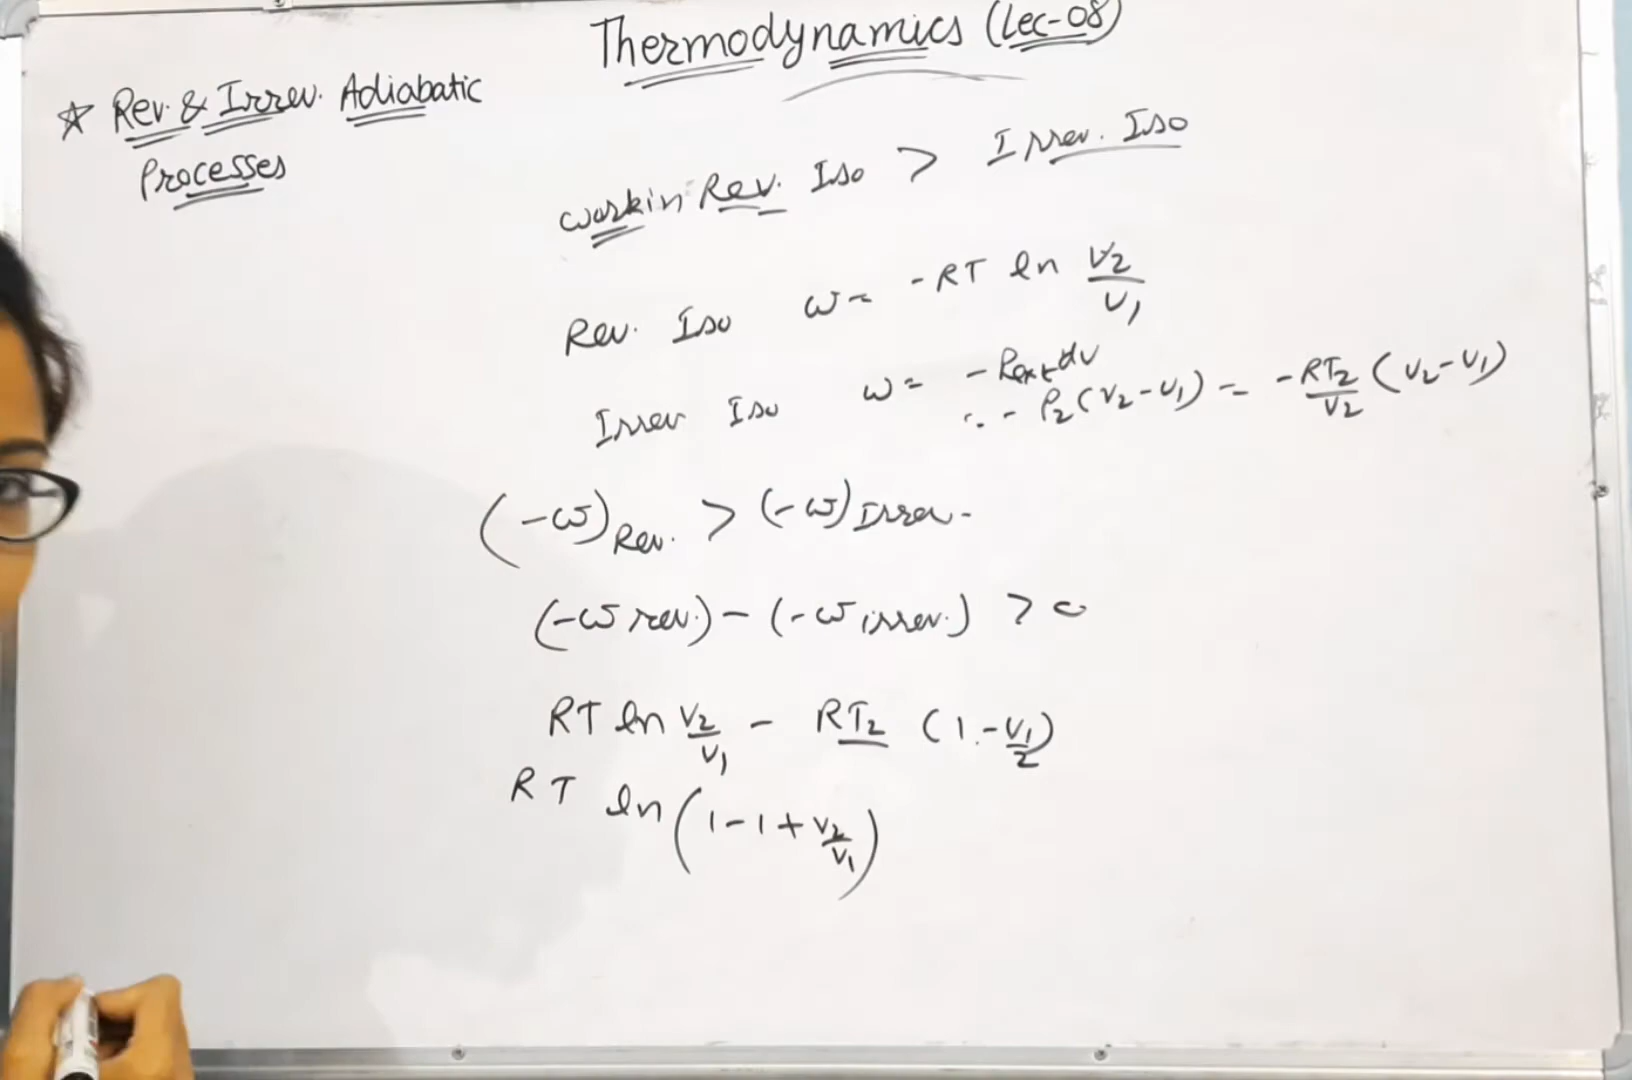 Thermodynamics (Lec-08)
☆ Rev. & Irrev. Adiabatic
Processes
work in Rev. Iso > Irrev. Iso
Rev. Iso w = -RT ln V2/V1
Irrev Iso w = - Pext dv
∴ - P2(V2-V1) = -RT2/V2 (V2-V1)
(-w)Rev. > (-w)Irrev.
(-w rev.) - (-w irrev.) > 0
RT ln V2/V1 - RT2 (1.-V1/2)
RT ln(1-1+V2/V1)